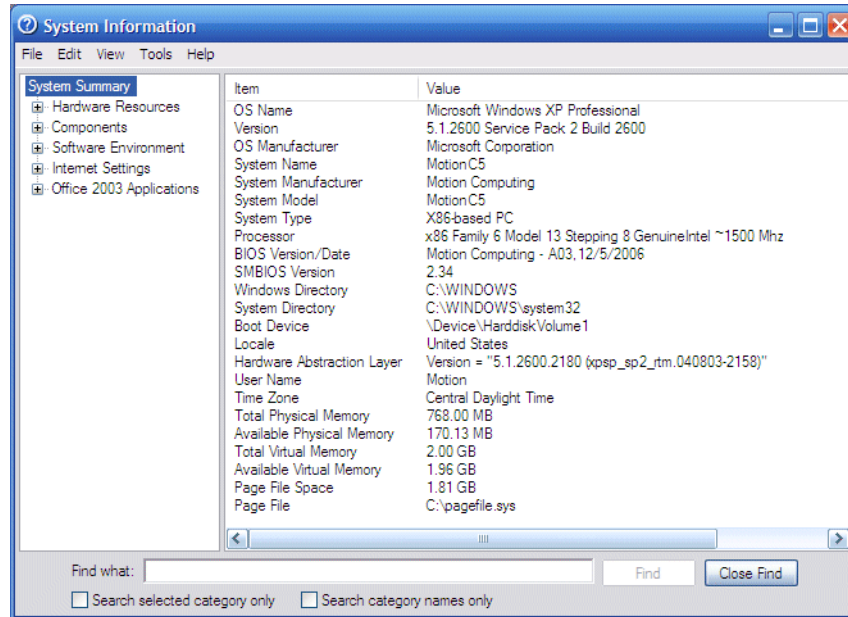 System Information
File Edit View Tools Help
System Summary
Hardware Resources
Components
Software Environment
Internet Settings
Office 2003 Applications
Item Value
OS Name Microsoft Windows XP Professional
Version 5.1.2600 Service Pack 2 Build 2600
OS Manufacturer Microsoft Corporation
System Name MotionC5
System Manufacturer Motion Computing
System Model MotionC5
System Type X86-based PC
Processor x86 Family 6 Model 13 Stepping 8 GenuineIntel ~1500 Mhz
BIOS Version/Date Motion Computing - A03, 12/5/2006
SMBIOS Version 2.34
Windows Directory C:\WINDOWS
System Directory C:\WINDOWS\system32
Boot Device \Device\HarddiskVolume1
Locale United States
Hardware Abstraction Layer Version = "5.1.2600.2180 (xpsp_sp2_rtm.040803-2158)"
User Name Motion
Time Zone Central Daylight Time
Total Physical Memory 768.00 MB
Available Physical Memory 170.13 MB
Total Virtual Memory 2.00 GB
Available Virtual Memory 1.96 GB
Page File Space 1.81 GB
Page File C:\pagefile.sys
Find what: Find Close Find
Search selected category only Search category names only